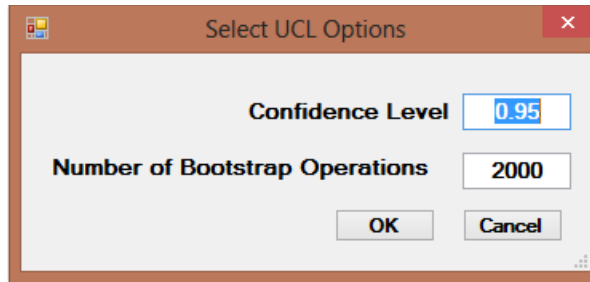 Select UCL Options
Confidence Level 0.95
Number of Bootstrap Operations 2000
OK Cancel